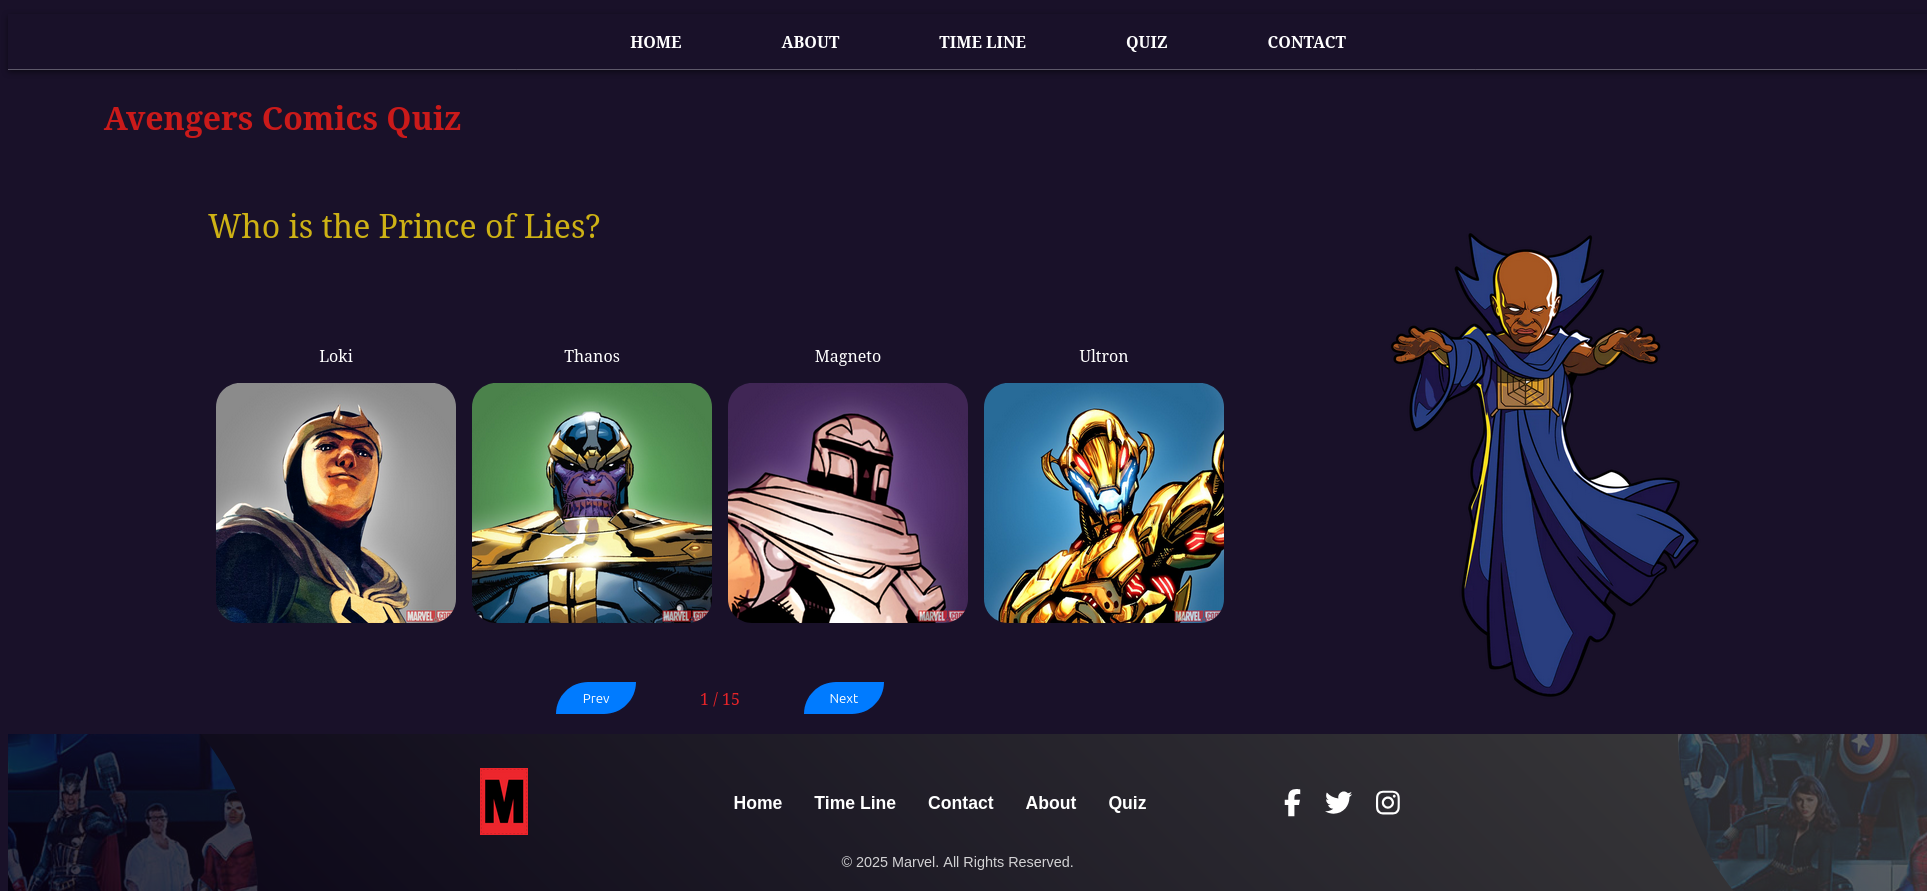 HOME ABOUT TIME LINE QUIZ CONTACT
Avengers Comics Quiz
Who is the Prince of Lies?
Loki Thanos Magneto Ultron
MARVEL MARVEL MARVEL MARVEL
Prev 1 / 15 Next
M
Home Time Line Contact About Quiz
© 2025 Marvel. All Rights Reserved.